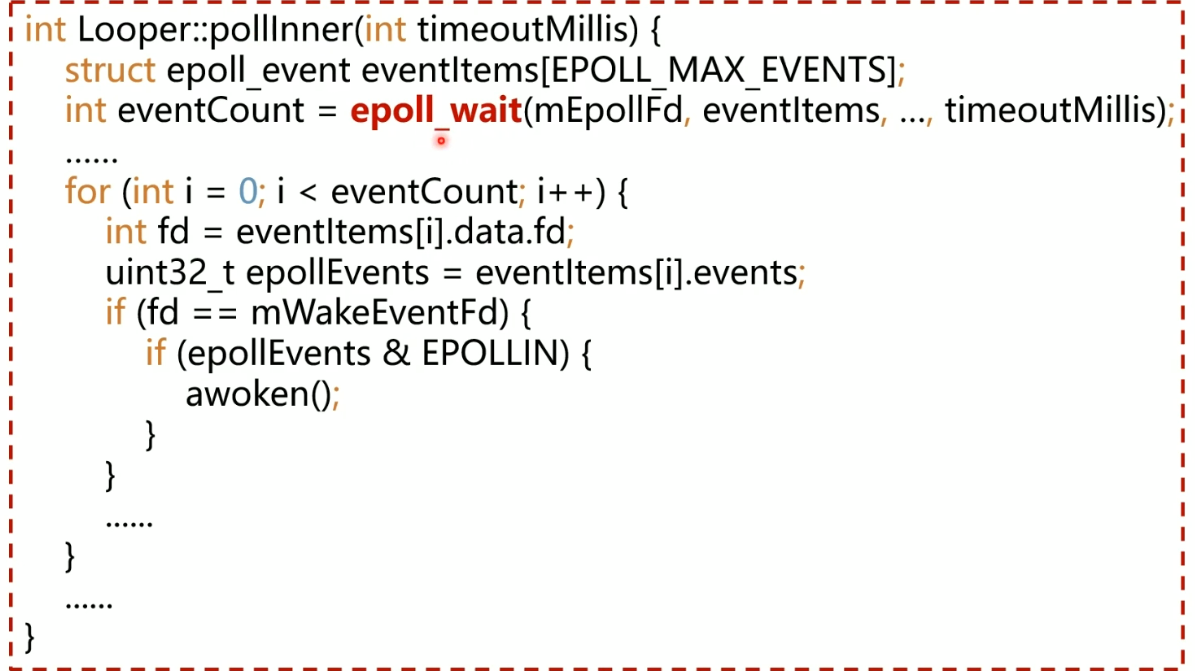 int Looper::pollInner(int timeoutMillis) {
struct epoll_event eventItems[EPOLL_MAX_EVENTS];
int eventCount = epoll_wait(mEpollFd, eventItems, ..., timeoutMillis);
......
for (int i = 0; i < eventCount; i++) {
int fd = eventItems[i].data.fd;
uint32_t epollEvents = eventItems[i].events;
if (fd == mWakeEventFd) {
if (epollEvents & EPOLLIN) {
awoken();
}
}
......
}
......
}